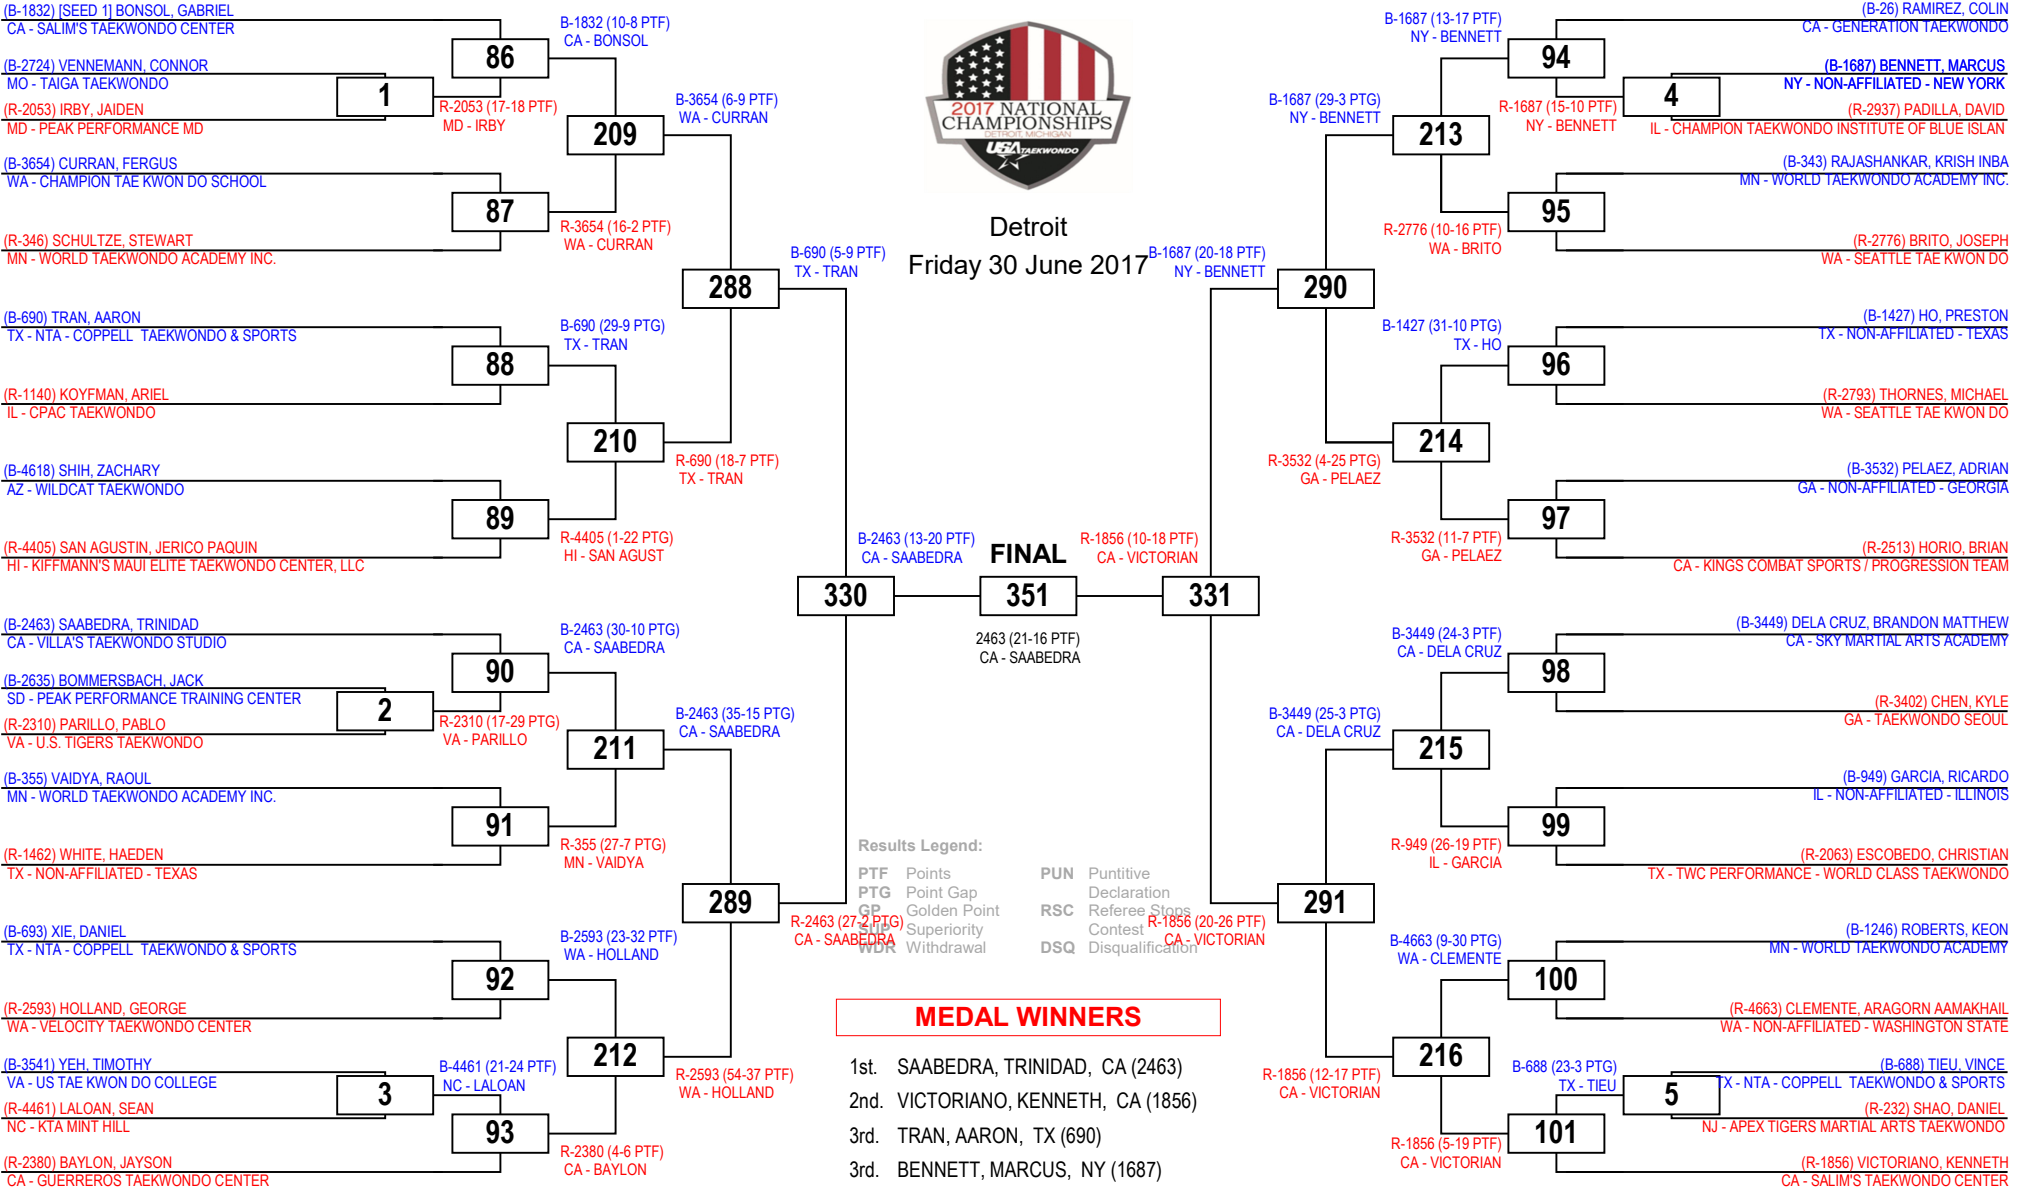 (B-1832) [SEED 1] BONSOL, GABRIEL
CA - SALIM'S TAEKWONDO CENTER
(B-2724) VENNEMANN, CONNOR
MO - TAIGA TAEKWONDO
(R-2053) IRBY, JAIDEN
MD - PEAK PERFORMANCE MD
(B-3654) CURRAN, FERGUS
WA - CHAMPION TAE KWON DO SCHOOL
(R-346) SCHULTZE, STEWART
MN - WORLD TAEKWONDO ACADEMY INC.
(B-690) TRAN, AARON
TX - NTA - COPPELL  TAEKWONDO & SPORTS
(R-1140) KOYFMAN, ARIEL
IL - CPAC TAEKWONDO
(B-4618) SHIH, ZACHARY
AZ - WILDCAT TAEKWONDO
(R-4405) SAN AGUSTIN, JERICO PAQUIN
HI - KIFFMANN'S MAUI ELITE TAEKWONDO CENTER, LLC
(B-2463) SAABEDRA, TRINIDAD
CA - VILLA'S TAEKWONDO STUDIO
(B-2635) BOMMERSBACH, JACK
SD - PEAK PERFORMANCE TRAINING CENTER
(R-2310) PARILLO, PABLO
VA - U.S. TIGERS TAEKWONDO
(B-355) VAIDYA, RAOUL
MN - WORLD TAEKWONDO ACADEMY INC.
(R-1462) WHITE, HAEDEN
TX - NON-AFFILIATED - TEXAS
(B-693) XIE, DANIEL
TX - NTA - COPPELL  TAEKWONDO & SPORTS
(R-2593) HOLLAND, GEORGE
WA - VELOCITY TAEKWONDO CENTER
(B-3541) YEH, TIMOTHY
VA - US TAE KWON DO COLLEGE
(R-4461) LALOAN, SEAN
NC - KTA MINT HILL
(R-2380) BAYLON, JAYSON
CA - GUERREROS TAEKWONDO CENTER
1
R-2053 (17-18 PTF)
MD - IRBY
2
R-2310 (17-29 PTG)
VA - PARILLO
3
B-4461 (21-24 PTF)
NC - LALOAN
86
B-1832 (10-8 PTF)
CA - BONSOL
87
R-3654 (16-2 PTF)
WA - CURRAN
88
B-690 (29-9 PTG)
TX - TRAN
89
R-4405 (1-22 PTG)
HI - SAN AGUST
90
B-2463 (30-10 PTG)
CA - SAABEDRA
91
R-355 (27-7 PTG)
MN - VAIDYA
92
B-2593 (23-32 PTF)
WA - HOLLAND
93
R-2380 (4-6 PTF)
CA - BAYLON
209
B-3654 (6-9 PTF)
WA - CURRAN
210
R-690 (18-7 PTF)
TX - TRAN
211
B-2463 (35-15 PTG)
CA - SAABEDRA
212
R-2593 (54-37 PTF)
WA - HOLLAND
288
B-690 (5-9 PTF)
TX - TRAN
289
R-2463 (27-2 PTG)
CA - SAABEDRA
330
B-2463 (13-20 PTF)
CA - SAABEDRA
2017 NATIONAL
CHAMPIONSHIPS
DETROIT, MICHIGAN
USA TAEKWONDO
Detroit
Friday 30 June 2017
FINAL
351
2463 (21-16 PTF)
CA - SAABEDRA
R-1856 (10-18 PTF)
CA - VICTORIAN
331
B-1687 (20-18 PTF)
NY - BENNETT
290
R-1856 (20-26 PTF)
CA - VICTORIAN
291
B-1687 (29-3 PTG)
NY - BENNETT
213
R-3532 (4-25 PTG)
GA - PELAEZ
214
B-3449 (25-3 PTG)
CA - DELA CRUZ
215
R-1856 (12-17 PTF)
CA - VICTORIAN
216
B-1687 (13-17 PTF)
NY - BENNETT
94
R-2776 (10-16 PTF)
WA - BRITO
95
B-1427 (31-10 PTG)
TX - HO
96
R-3532 (11-7 PTF)
GA - PELAEZ
97
B-3449 (24-3 PTF)
CA - DELA CRUZ
98
R-949 (26-19 PTF)
IL - GARCIA
99
B-4663 (9-30 PTG)
WA - CLEMENTE
100
R-1856 (5-19 PTF)
CA - VICTORIAN
101
R-1687 (15-10 PTF)
NY - BENNETT
4
B-688 (23-3 PTG)
TX - TIEU
5
(B-26) RAMIREZ, COLIN
CA - GENERATION TAEKWONDO
(B-1687) BENNETT, MARCUS
NY - NON-AFFILIATED - NEW YORK
(R-2937) PADILLA, DAVID
IL - CHAMPION TAEKWONDO INSTITUTE OF BLUE ISLAN
(B-343) RAJASHANKAR, KRISH INBA
MN - WORLD TAEKWONDO ACADEMY INC.
(R-2776) BRITO, JOSEPH
WA - SEATTLE TAE KWON DO
(B-1427) HO, PRESTON
TX - NON-AFFILIATED - TEXAS
(R-2793) THORNES, MICHAEL
WA - SEATTLE TAE KWON DO
(B-3532) PELAEZ, ADRIAN
GA - NON-AFFILIATED - GEORGIA
(R-2513) HORIO, BRIAN
CA - KINGS COMBAT SPORTS / PROGRESSION TEAM
(B-3449) DELA CRUZ, BRANDON MATTHEW
CA - SKY MARTIAL ARTS ACADEMY
(R-3402) CHEN, KYLE
GA - TAEKWONDO SEOUL
(B-949) GARCIA, RICARDO
IL - NON-AFFILIATED - ILLINOIS
(R-2063) ESCOBEDO, CHRISTIAN
TX - TWC PERFORMANCE - WORLD CLASS TAEKWONDO
(B-1246) ROBERTS, KEON
MN - WORLD TAEKWONDO ACADEMY
(R-4663) CLEMENTE, ARAGORN AAMAKHAIL
WA - NON-AFFILIATED - WASHINGTON STATE
(B-688) TIEU, VINCE
TX - NTA - COPPELL  TAEKWONDO & SPORTS
(R-232) SHAO, DANIEL
NJ - APEX TIGERS MARTIAL ARTS TAEKWONDO
(R-1856) VICTORIANO, KENNETH
CA - SALIM'S TAEKWONDO CENTER
Results Legend:
PTF Points
PTG Point Gap
GP Golden Point
SUP Superiority
WDR Withdrawal
PUN Puntitive
Declaration
RSC Referee Stops
Contest
DSQ Disqualification
MEDAL WINNERS
1st. SAABEDRA, TRINIDAD, CA (2463)
2nd. VICTORIANO, KENNETH, CA (1856)
3rd. TRAN, AARON, TX (690)
3rd. BENNETT, MARCUS, NY (1687)